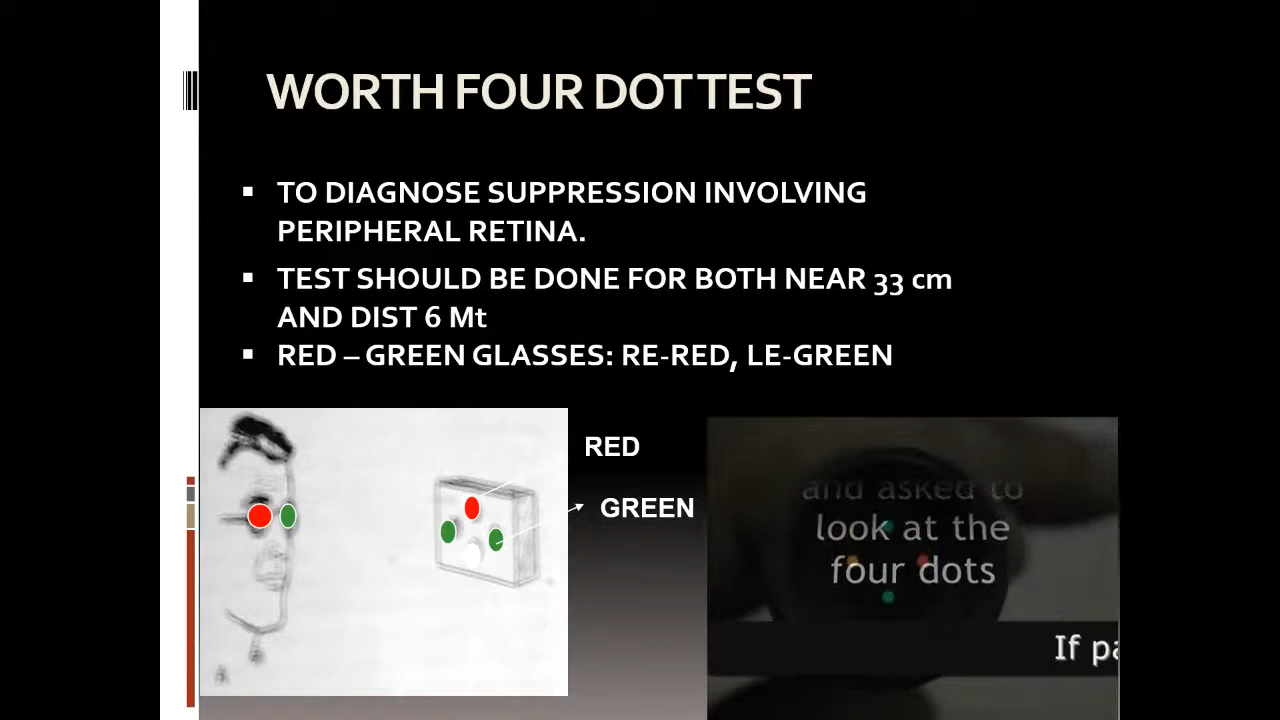 WORTH FOUR DOT TEST
▪ TO DIAGNOSE SUPPRESSION INVOLVING
PERIPHERAL RETINA.
▪ TEST SHOULD BE DONE FOR BOTH NEAR 33 cm
AND DIST 6 Mt
▪ RED – GREEN GLASSES: RE-RED, LE-GREEN
RED
GREEN
and asked to
look at the
four dots
If pa